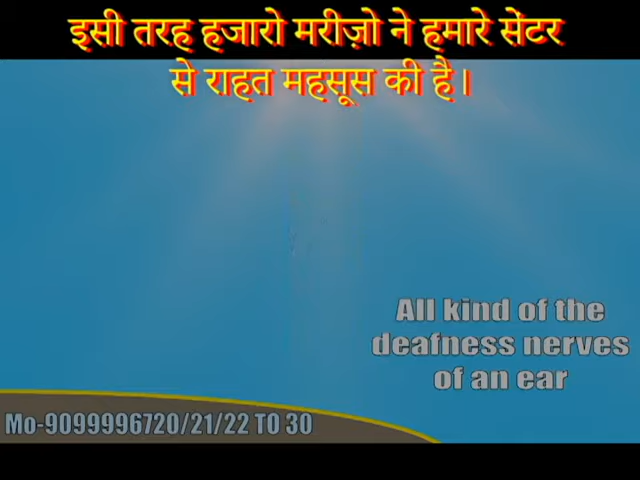 इसी तरह हजारो मरीज़ो ने हमारे सेंटर
से राहत महसूस की है।
All kind of the
deafness nerves
of an ear
Mo-9099996720/21/22 TO 30